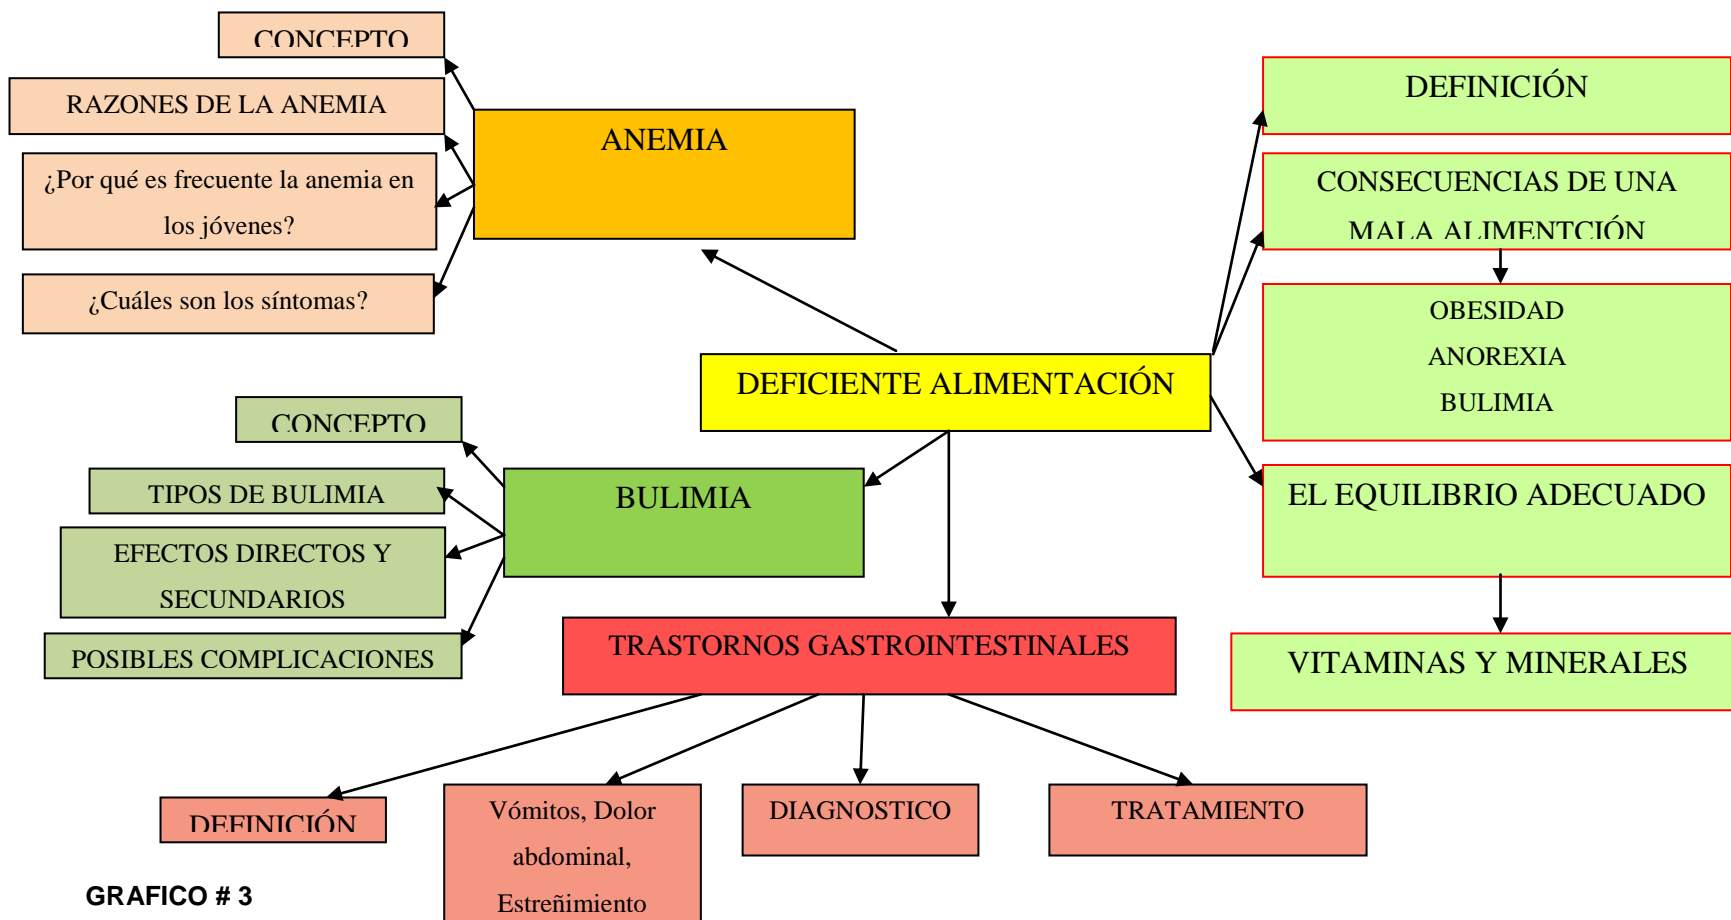 CONCEPTO
RAZONES DE LA ANEMIA
¿Por qué es frecuente la anemia en
los jóvenes?
¿Cuáles son los síntomas?
ANEMIA
DEFINICIÓN
CONSECUENCIAS DE UNA
MALA ALIMENTCIÓN
OBESIDAD
ANOREXIA
BULIMIA
DEFICIENTE ALIMENTACIÓN
EL EQUILIBRIO ADECUADO
VITAMINAS Y MINERALES
CONCEPTO
TIPOS DE BULIMIA
EFECTOS DIRECTOS Y
SECUNDARIOS
POSIBLES COMPLICACIONES
BULIMIA
TRASTORNOS GASTROINTESTINALES
DEFINICIÓN
Vómitos, Dolor
abdominal,
Estreñimiento
DIAGNOSTICO
TRATAMIENTO
GRAFICO # 3